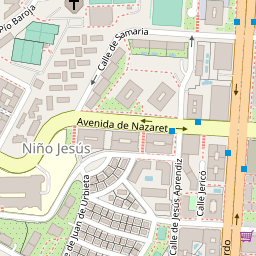 Pío Baroja
Calle de Samaria
Avenida de Nazaret
Niño Jesús
Calle Jericó
Calle de Jesús Aprendiz
de Juan de Urbieta
rdo